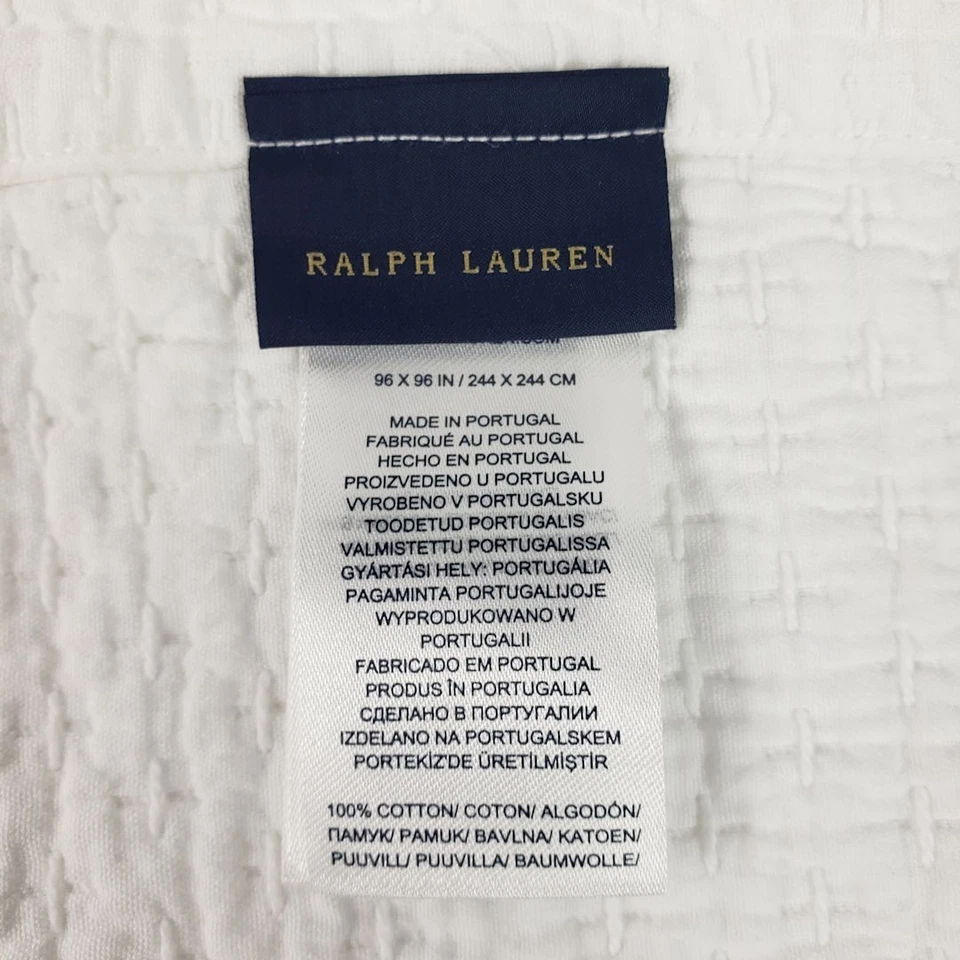 RALPH LAUREN
96 X 96 IN / 244 X 244 CM
MADE IN PORTUGAL
FABRIQUÉ AU PORTUGAL
HECHO EN PORTUGAL
PROIZVEDENO U PORTUGALU
VYROBENO V PORTUGALSKU
TOODETUD PORTUGALIS
VALMISTETTU PORTUGALISSA
GYÁRTÁSI HELY: PORTUGÁLIA
PAGAMINTA PORTUGALIJOJE
WYPRODUKOWANO W
PORTUGALII
FABRICADO EM PORTUGAL
PRODUS ÎN PORTUGALIA
СДЕЛАНО В ПОРТУГАЛИИ
IZDELANO NA PORTUGALSKEM
PORTEKİZ'DE ÜRETİLMİŞTİR
100% COTTON/ COTON/ ALGODÓN/
ПАМУК/ PAMUK/ BAVLNA/ KATOEN/
PUUVILL/ PUUVILLA/ BAUMWOLLE/